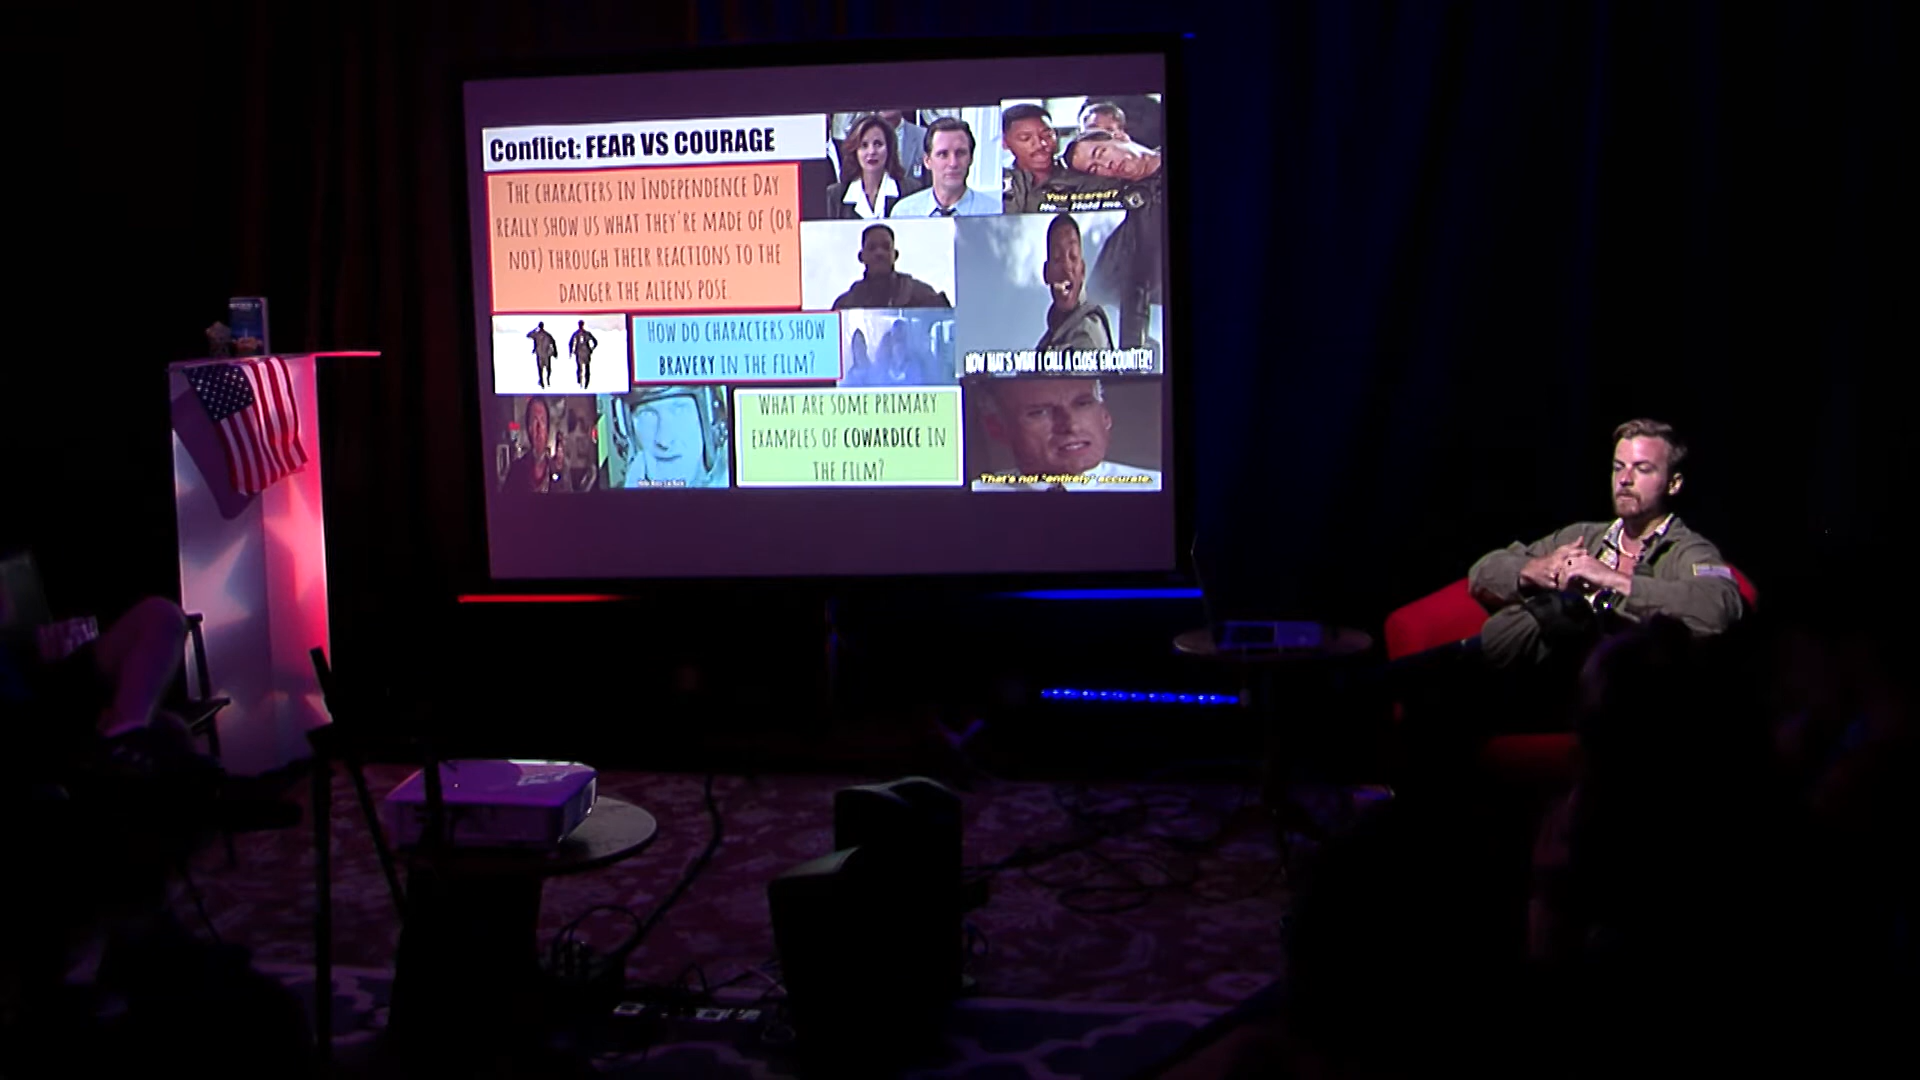 Conflict: FEAR VS COURAGE
THE CHARACTERS IN INDEPENDENCE DAY
REALLY SHOW US WHAT THEY'RE MADE OF (OR
NOT) THROUGH THEIR REACTIONS TO THE
DANGER THE ALIENS POSE.
You scared?
No... Hold me.
HOW DO CHARACTERS SHOW
BRAVERY IN THE FILM?
NOW THAT'S WHAT I CALL A CLOSE ENCOUNTER!
WHAT ARE SOME PRIMARY
EXAMPLES OF COWARDICE IN
THE FILM?
That's not "entirely" accurate.